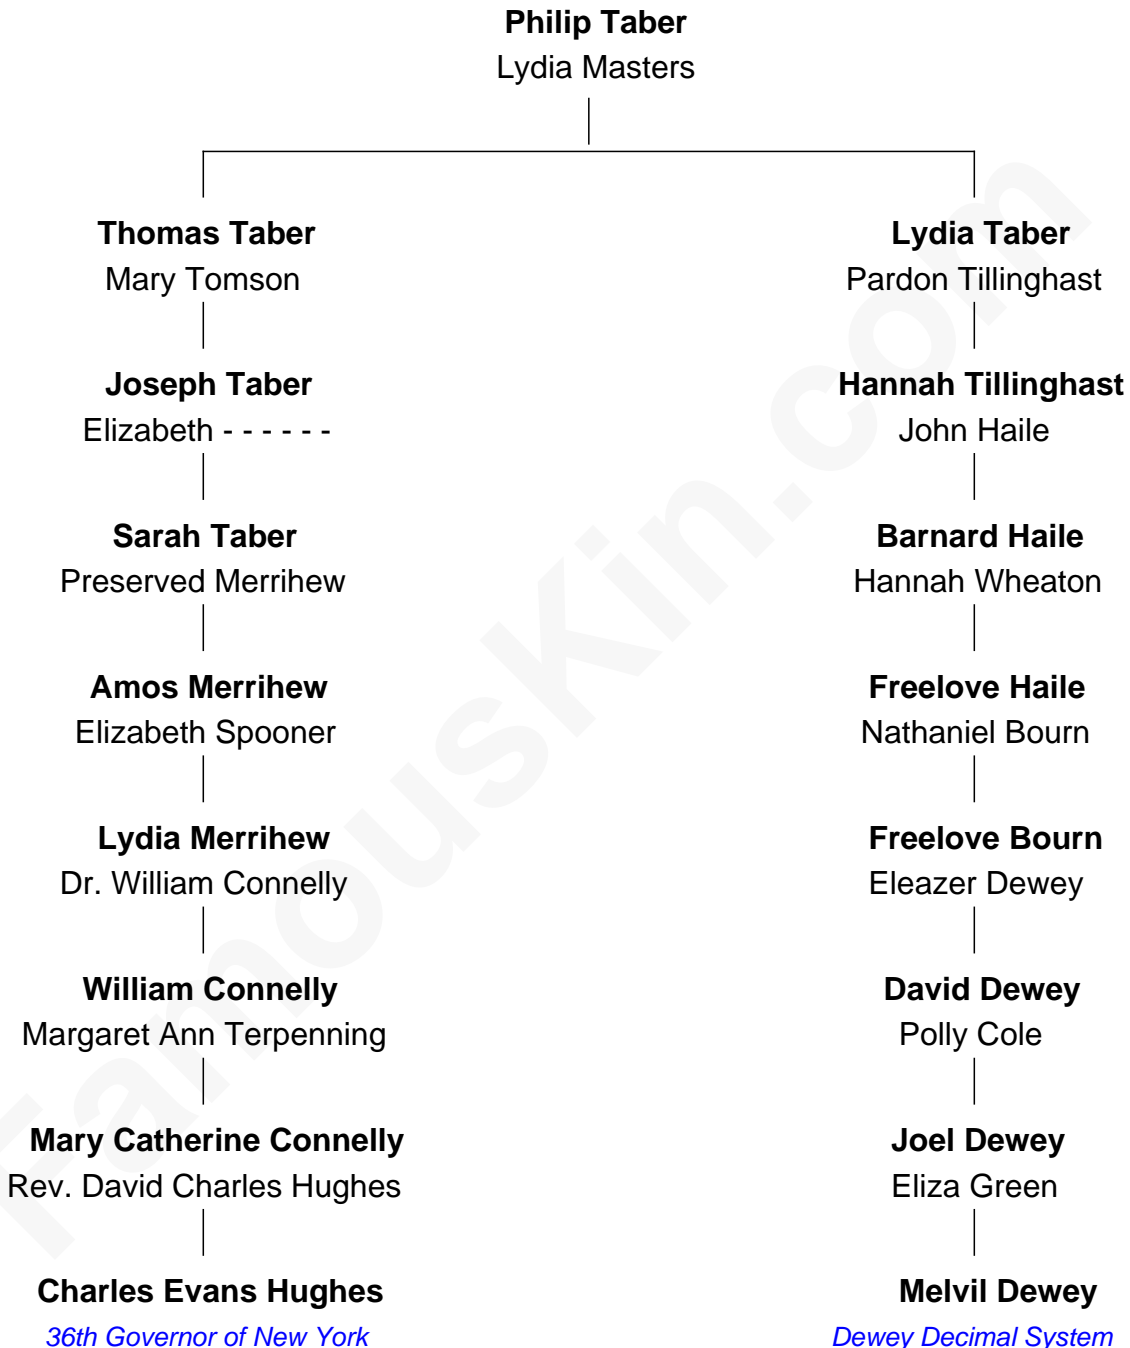 Philip Taber
Lydia Masters
Thomas Taber
Mary Tomson
Lydia Taber
Pardon Tillinghast
Joseph Taber
Elizabeth - - - - - -
Hannah Tillinghast
John Haile
Sarah Taber
Preserved Merrihew
Barnard Haile
Hannah Wheaton
Amos Merrihew
Elizabeth Spooner
Freelove Haile
Nathaniel Bourn
Lydia Merrihew
Dr. William Connelly
Freelove Bourn
Eleazer Dewey
William Connelly
Margaret Ann Terpenning
David Dewey
Polly Cole
Mary Catherine Connelly
Rev. David Charles Hughes
Joel Dewey
Eliza Green
Charles Evans Hughes
36th Governor of New York
Melvil Dewey
Dewey Decimal System
FamousKin.com